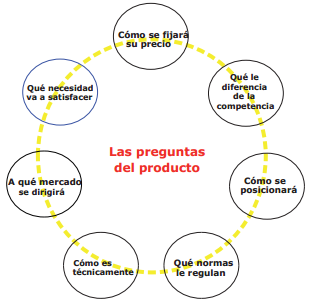 Cómo se fijará
su precio
Qué le
diferencia
de la
competencia
Cómo se
posicionará
Qué normas
le regulan
Cómo es
técnicamente
A qué mercado
se dirigirá
Qué necesidad
va a satisfacer
Las preguntas
del producto